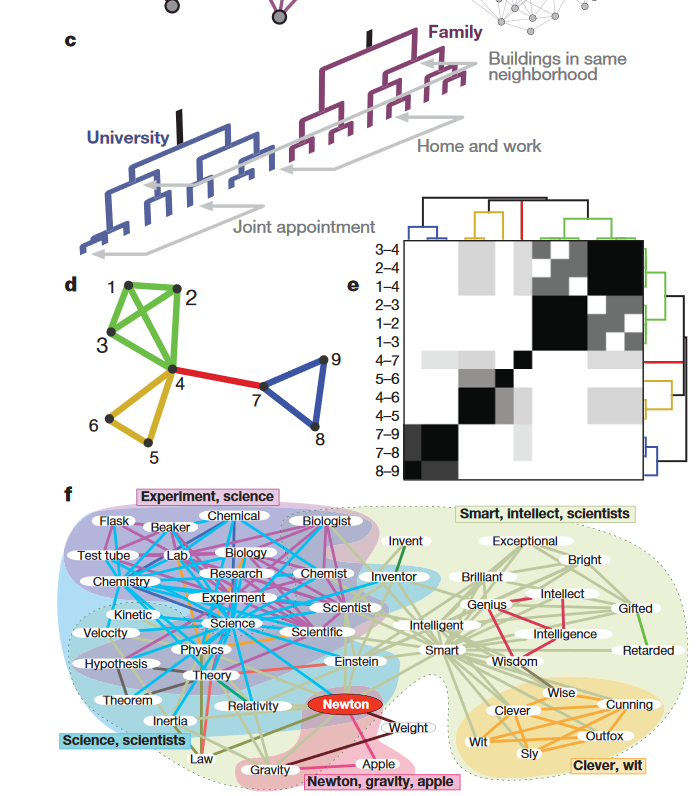 c
Family
Buildings in same
neighborhood
University
Home and work
Joint appointment
d
1
2
3
4
5
6
7
8
9
e
3–4
2–4
1–4
2–3
1–2
1–3
4–7
5–6
4–6
4–5
7–9
7–8
8–9
f
Experiment, science
Smart, intellect, scientists
Flask
Beaker
Chemical
Biologist
Invent
Exceptional
Test tube
Lab
Biology
Bright
Chemistry
Research
Chemist
Inventor
Brilliant
Experiment
Genius
Intellect
Kinetic
Scientist
Gifted
Velocity
Science
Scientific
Intelligent
Intelligence
Hypothesis
Physics
Smart
Retarded
Theory
Einstein
Wisdom
Theorem
Relativity
Newton
Wise
Inertia
Weight
Clever
Cunning
Science, scientists
Wit
Outfox
Law
Sly
Gravity
Apple
Clever, wit
Newton, gravity, apple